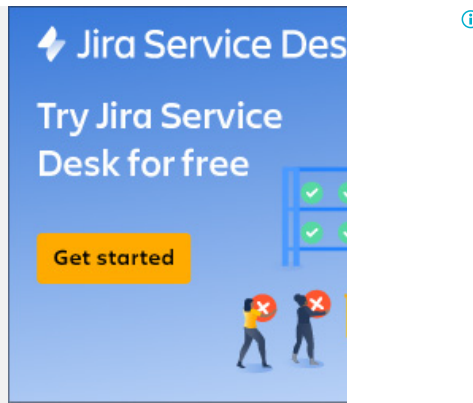 Jira Service Des
Try Jira Service
Desk for free
Get started